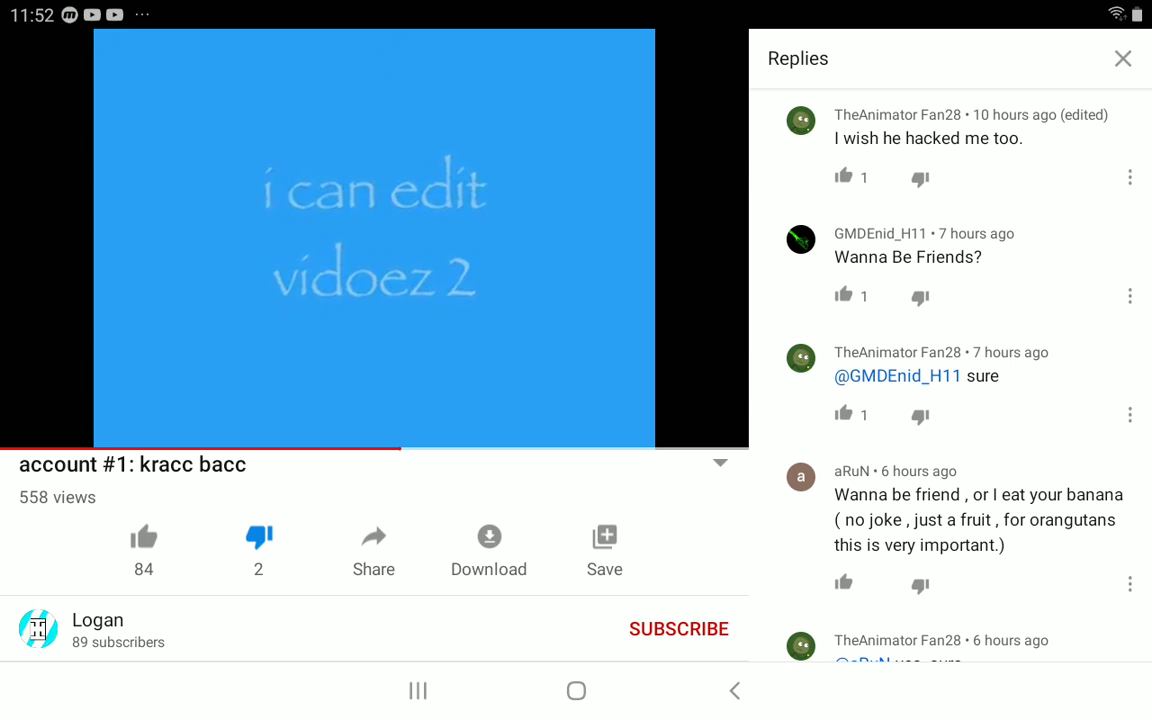 11:52
i can edit
vidoez 2
account #1: kracc bacc
558 views
84
2
Share
Download
Save
Logan
89 subscribers
SUBSCRIBE
Replies
TheAnimator Fan28 • 10 hours ago (edited)
I wish he hacked me too.
1
GMDEnid_H11 • 7 hours ago
Wanna Be Friends?
1
TheAnimator Fan28 • 7 hours ago
@GMDEnid_H11 sure
1
a
aRuN • 6 hours ago
Wanna be friend , or I eat your banana
( no joke , just a fruit , for orangutans
this is very important.)
TheAnimator Fan28 • 6 hours ago